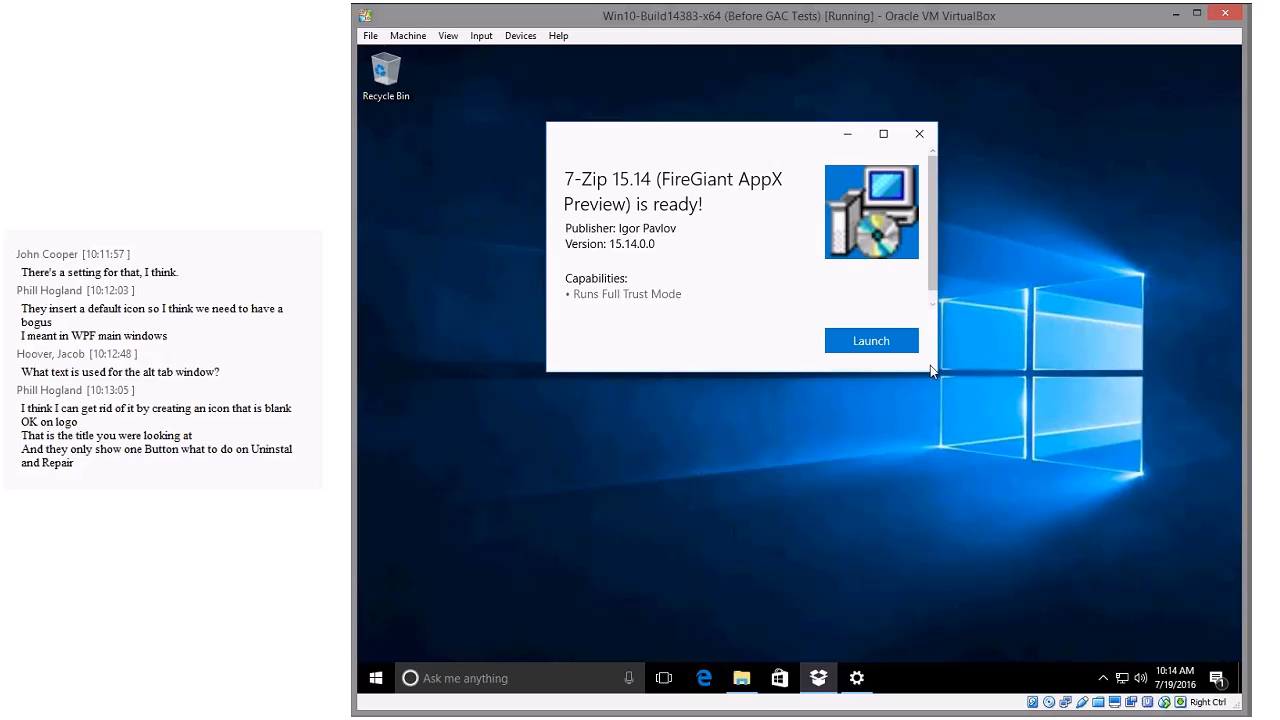 John Cooper [10:11:57 ]
There's a setting for that, I think.
Phill Hogland [10:12:03 ]
They insert a default icon so I think we need to have a
bogus
I meant in WPF main windows
Hoover, Jacob [10:12:48 ]
What text is used for the alt tab window?
Phill Hogland [10:13:05 ]
I think I can get rid of it by creating an icon that is blank
OK on logo
That is the title you were looking at
And they only show one Button what to do on Uninstal
and Repair
Win10-Build14383-x64 (Before GAC Tests) [Running] - Oracle VM VirtualBox
File Machine View Input Devices Help
Recycle Bin
7-Zip 15.14 (FireGiant AppX
Preview) is ready!
Publisher: Igor Pavlov
Version: 15.14.0.0
Capabilities:
• Runs Full Trust Mode
Launch
Ask me anything
10:14 AM
7/19/2016
1
Right Ctrl